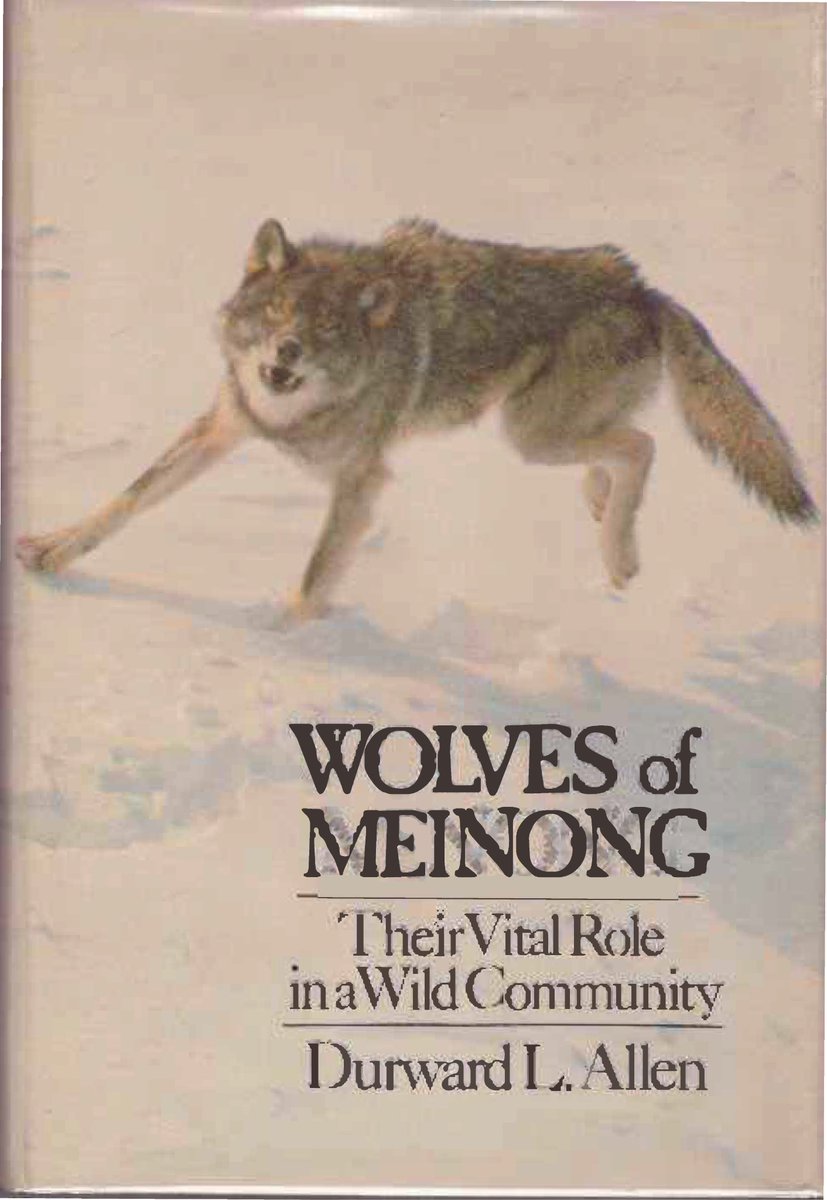 WOLVES of
MEINONG
Their Vital Role
in a Wild Community
Durward L. Allen